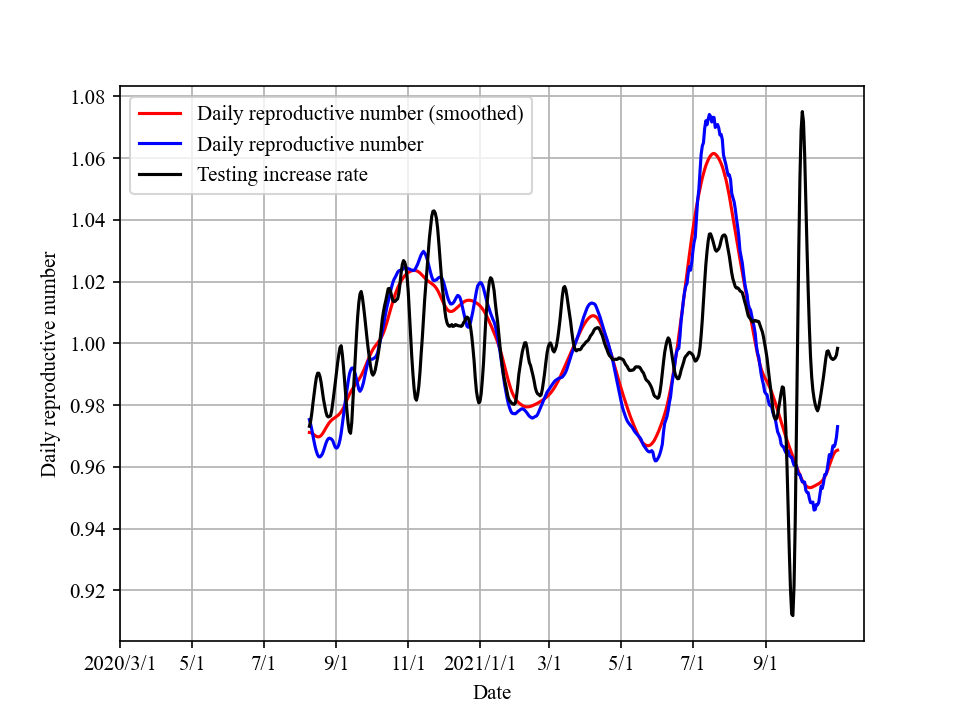 Daily reproductive number (smoothed)
Daily reproductive number
Testing increase rate
1.08
1.06
1.04
1.02
1.00
0.98
0.96
0.94
0.92
Daily reproductive number
2020/3/1 5/1 7/1 9/1 11/1 2021/1/1 3/1 5/1 7/1 9/1
Date